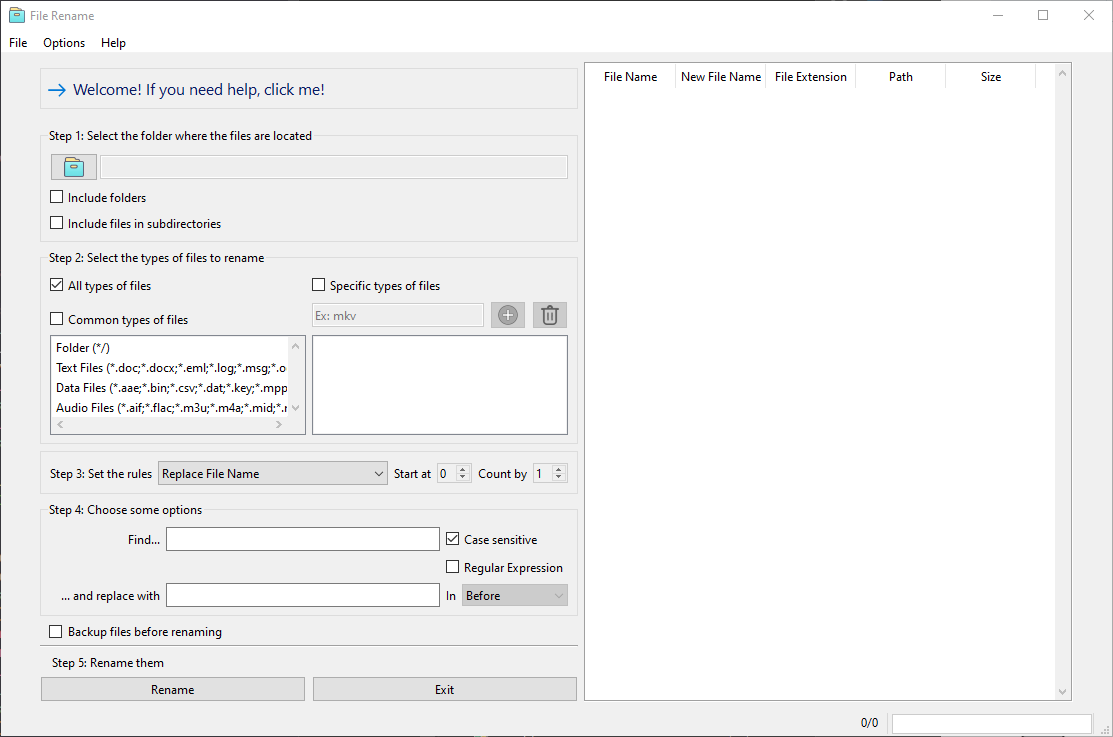 File Rename
File Options Help
Welcome! If you need help, click me!
Step 1: Select the folder where the files are located
Include folders
Include files in subdirectories
Step 2: Select the types of files to rename
All types of files
Specific types of files
Ex: mkv
Common types of files
Folder (*/)
Text Files (*.doc;*.docx;*.eml;*.log;*.msg;*.o
Data Files (*.aae;*.bin;*.csv;*.dat;*.key;*.mpp
Audio Files (*.aif;*.flac;*.m3u;*.m4a;*.mid;*.
Step 3: Set the rules Replace File Name Start at 0 Count by 1
Step 4: Choose some options
Find... Case sensitive
Regular Expression
... and replace with In Before
Backup files before renaming
Step 5: Rename them
Rename Exit
File Name New File Name File Extension Path Size
0/0